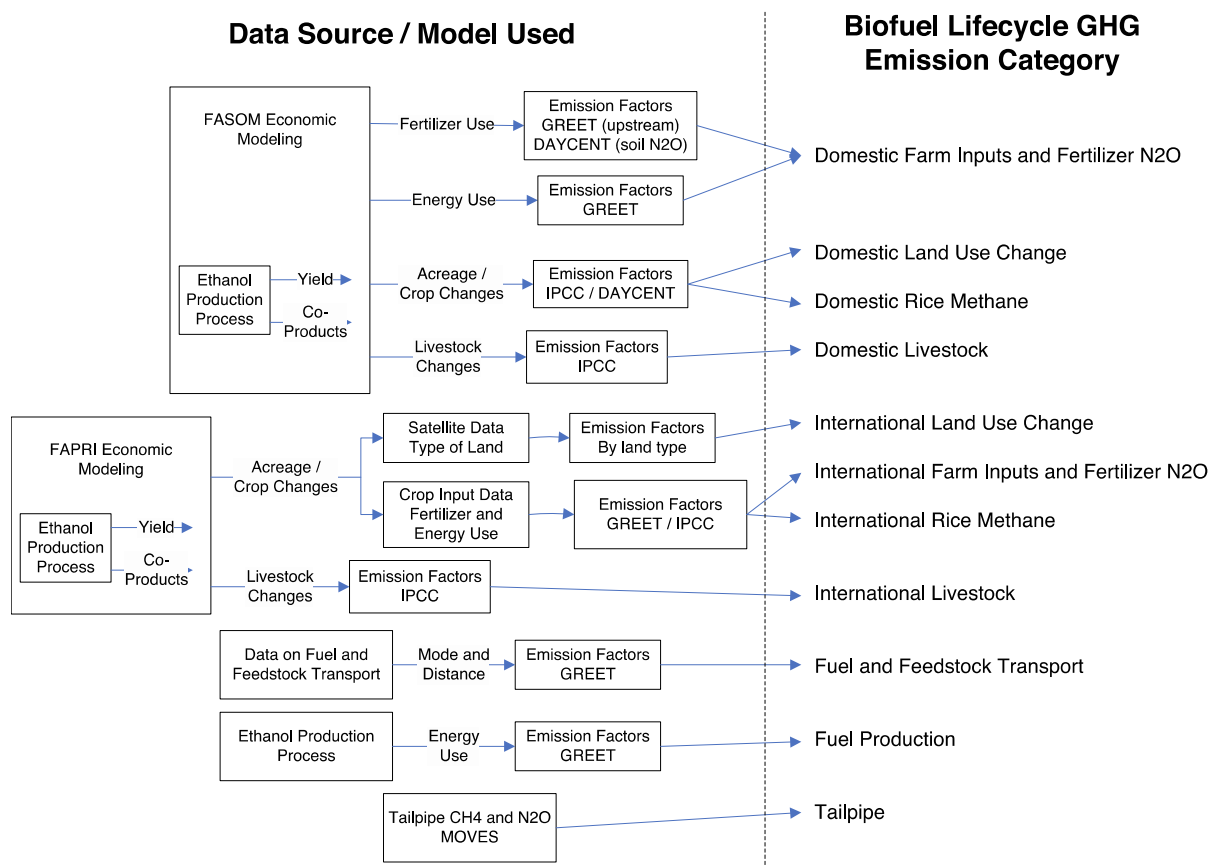 Data Source / Model Used
Biofuel Lifecycle GHG
Emission Category
FASOM Economic
Modeling
Ethanol
Production
Process
Yield
Co-
Products
Fertilizer Use
Emission Factors
GREET (upstream)
DAYCENT (soil N2O)
Energy Use
Emission Factors
GREET
Domestic Farm Inputs and Fertilizer N2O
Acreage /
Crop Changes
Emission Factors
IPCC / DAYCENT
Domestic Land Use Change
Domestic Rice Methane
Livestock
Changes
Emission Factors
IPCC
Domestic Livestock
FAPRI Economic
Modeling
Ethanol
Production
Process
Yield
Co-
Products
Acreage /
Crop Changes
Satellite Data
Type of Land
Emission Factors
By land type
International Land Use Change
Crop Input Data
Fertilizer and
Energy Use
Emission Factors
GREET / IPCC
International Farm Inputs and Fertilizer N2O
International Rice Methane
Livestock
Changes
Emission Factors
IPCC
International Livestock
Data on Fuel and
Feedstock Transport
Mode and
Distance
Emission Factors
GREET
Fuel and Feedstock Transport
Ethanol Production
Process
Energy
Use
Emission Factors
GREET
Fuel Production
Tailpipe CH4 and N2O
MOVES
Tailpipe